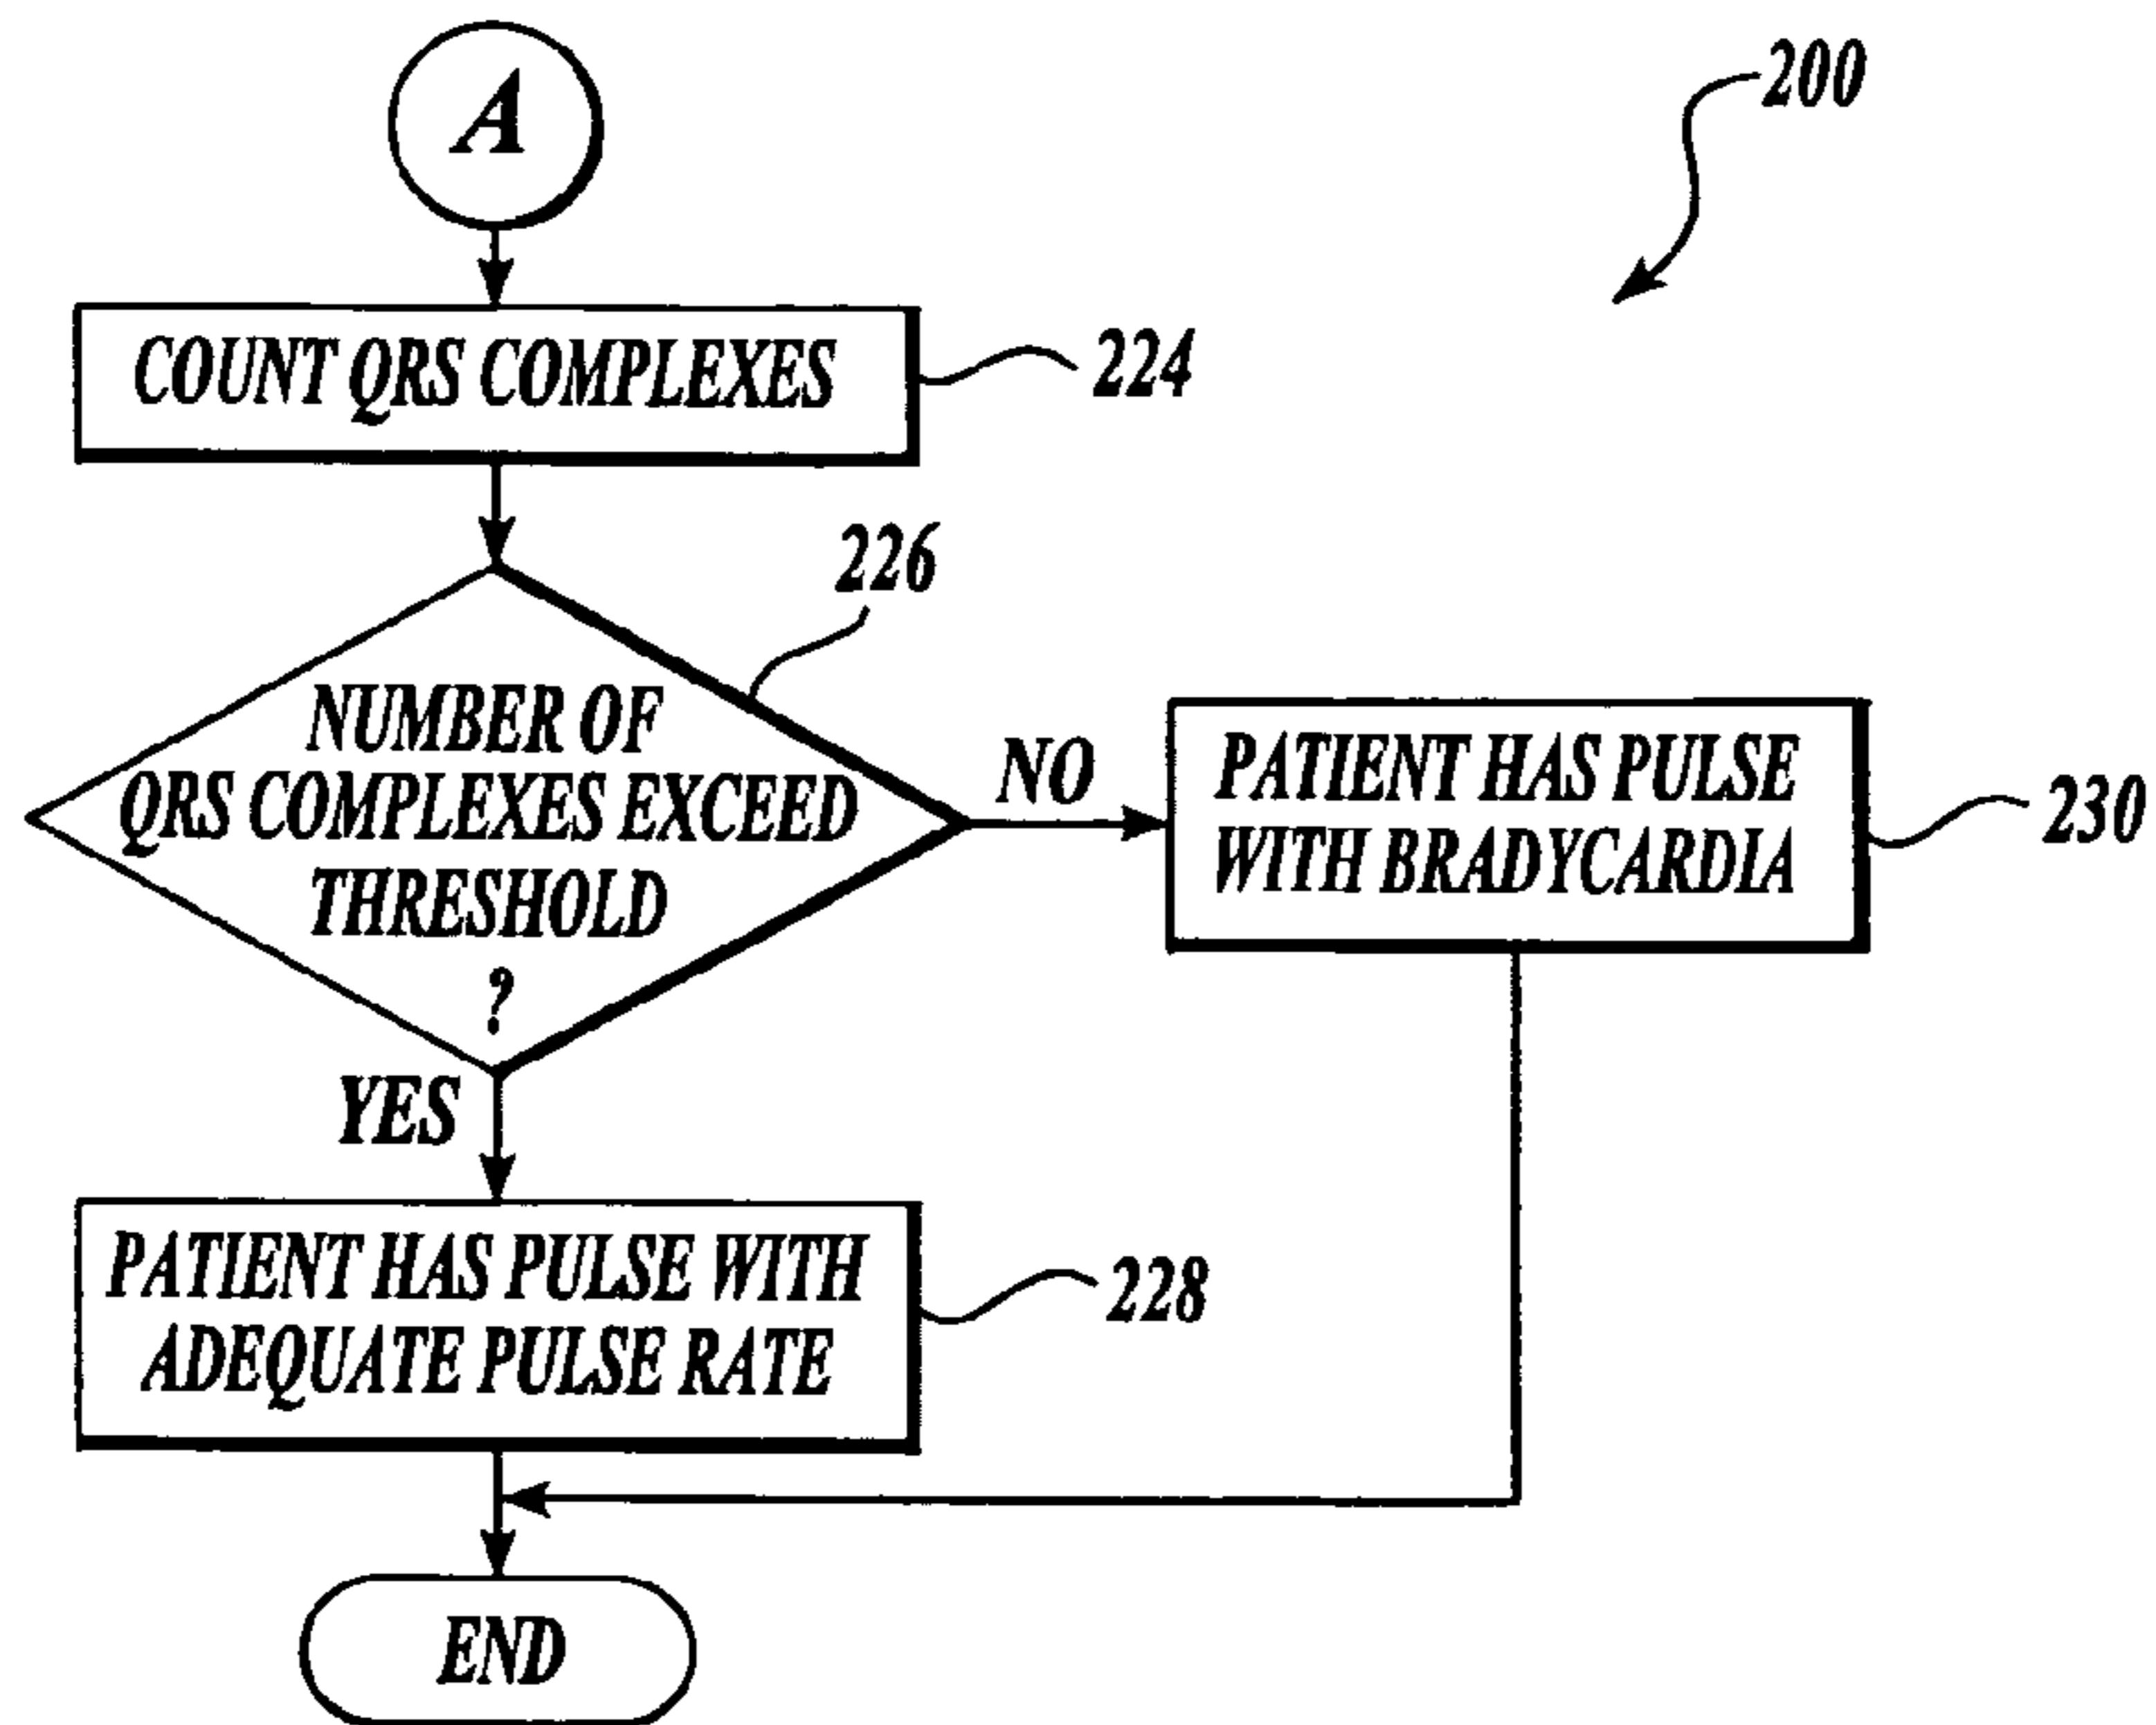 A
200
COUNT QRS COMPLEXES
224
226
NUMBER OF
QRS COMPLEXES EXCEED
THRESHOLD
?
NO
PATIENT HAS PULSE
WITH BRADYCARDIA
230
YES
PATIENT HAS PULSE WITH
ADEQUATE PULSE RATE
228
END